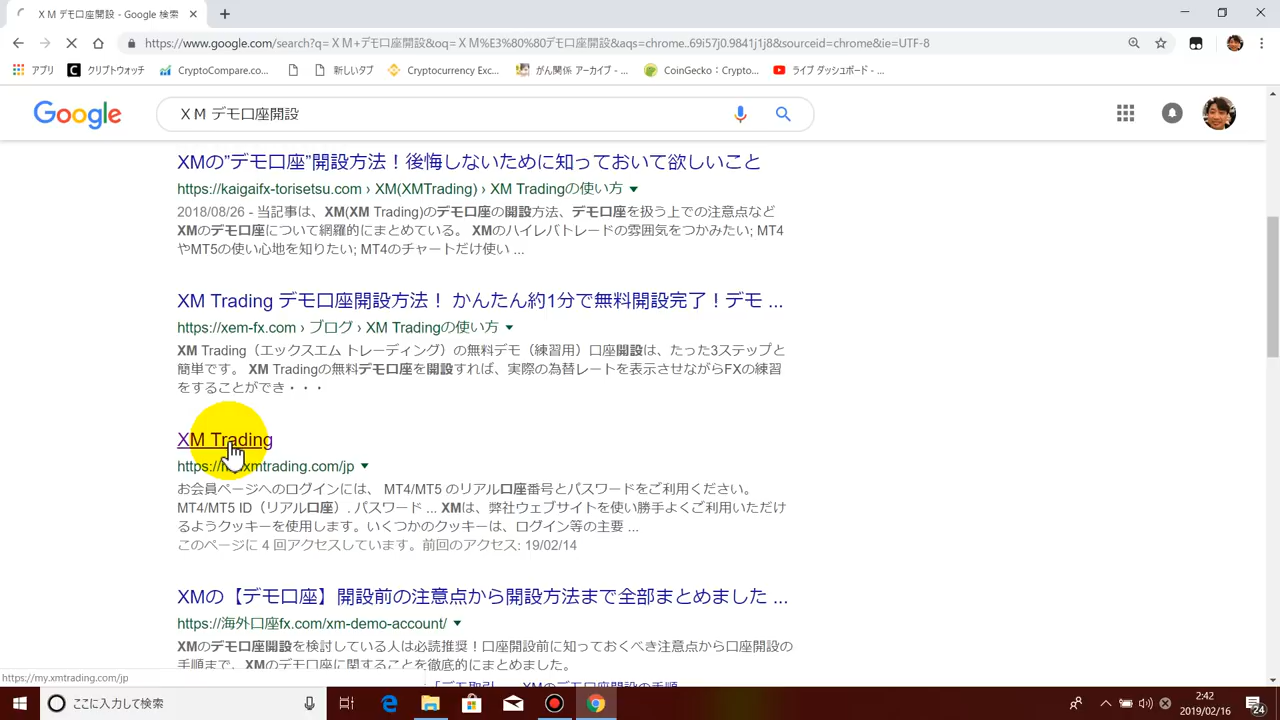 ＸＭ デモ口座開設 - Google 検索
https://www.google.com/search?q=ＸＭ+デモ口座開設&oq=ＸＭ%E3%80%80デモ口座開設&aqs=chrome..69i57j0.9841j1j8&sourceid=chrome&ie=UTF-8
アプリ クリプトウォッチ CryptoCompare.co... 新しいタブ Cryptocurrency Exc... がん関係 アーカイブ - ... CoinGecko：Crypto... ライブ ダッシュボード - ...
Google ＸＭ デモ口座開設
XMの”デモ口座”開設方法！後悔しないために知っておいて欲しいこと
https://kaigaifx-torisetsu.com › XM(XMTrading) › XM Tradingの使い方
2018/08/26 - 当記事は、XM(XM Trading)のデモ口座の開設方法、デモ口座を扱う上での注意点など
XMのデモ口座について網羅的にまとめている。 XMのハイレバトレードの雰囲気をつかみたい; MT4
やMT5の使い心地を知りたい; MT4のチャートだけ使い ...
XM Trading デモ口座開設方法！ かんたん約1分で無料開設完了！デモ ...
https://xem-fx.com › ブログ › XM Tradingの使い方
XM Trading（エックスエム トレーディング）の無料デモ（練習用）口座開設は、たった3ステップと
簡単です。 XM Tradingの無料デモ口座を開設すれば、実際の為替レートを表示させながらFXの練習
をすることができ・・・
XM Trading
https://my.xmtrading.com/jp
お会員ページへのログインには、 MT4/MT5 のリアル口座番号とパスワードをご利用ください。
MT4/MT5 ID（リアル口座）. パスワード ... XMは、弊社ウェブサイトを使い勝手よくご利用いただけ
るようクッキーを使用します。いくつかのクッキーは、ログイン等の主要 ...
このページに 4 回アクセスしています。前回のアクセス: 19/02/14
XMの【デモ口座】開設前の注意点から開設方法まで全部まとめました ...
https://海外口座fx.com/xm-demo-account/
XMのデモ口座開設を検討している人は必読推奨！口座開設前に知っておくべき注意点から口座開設の
手順まで、XMのデモ口座に関することを徹底的にまとめました。
https://my.xmtrading.com/jp
ここに入力して検索
2:42
2019/02/16
24